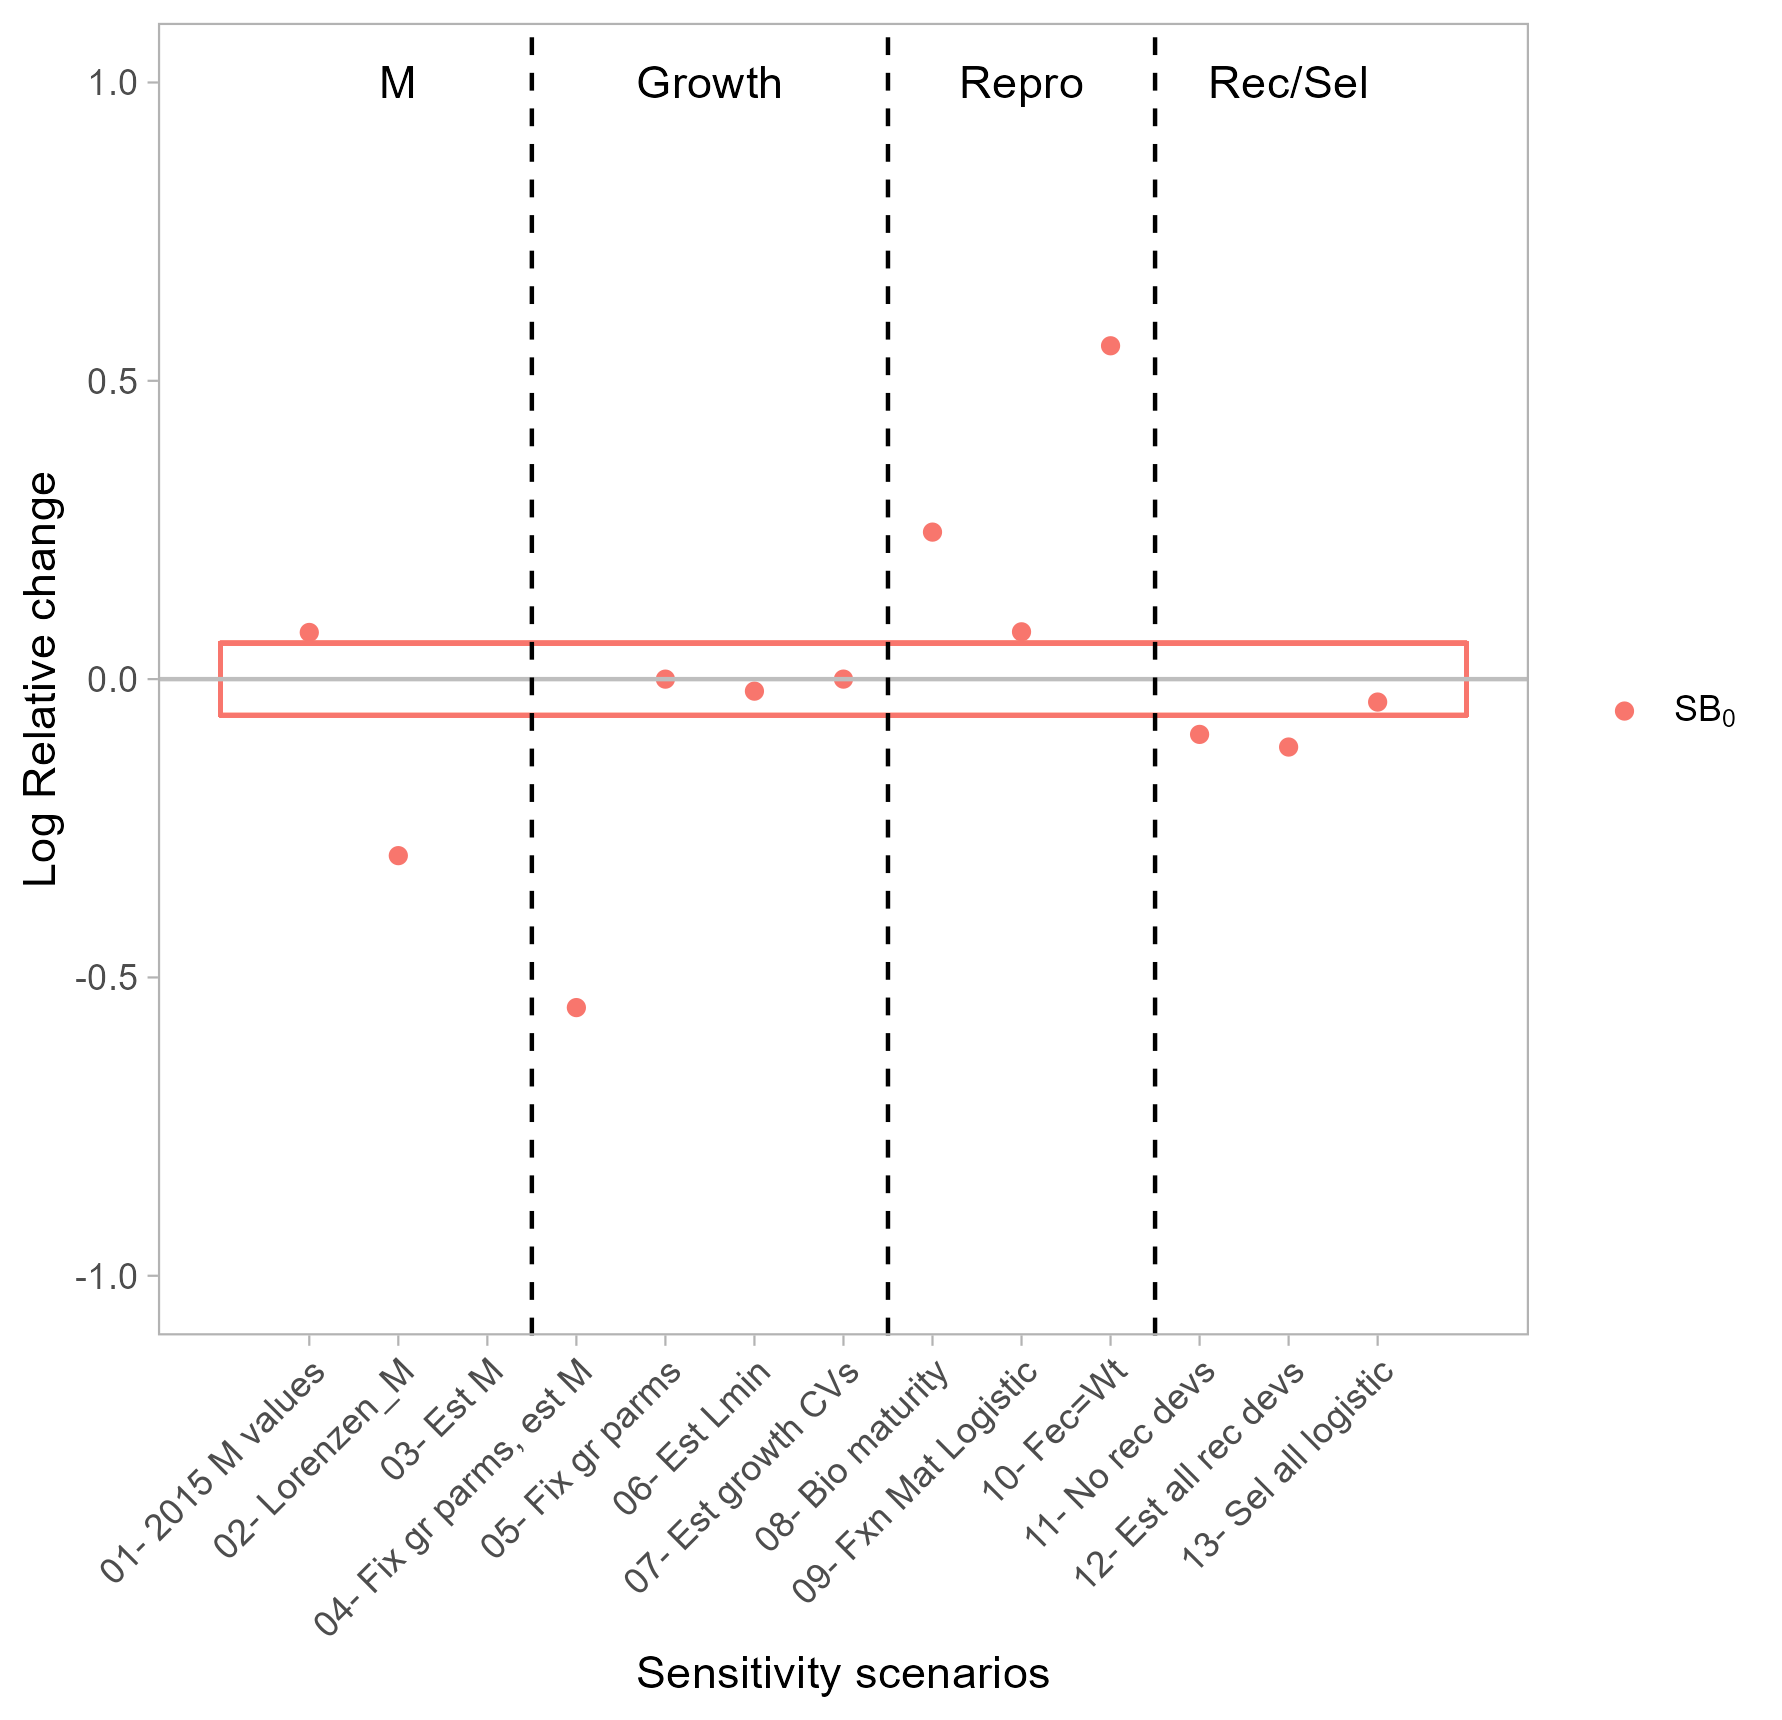 M Growth Repro Rec/Sel
1.0
0.5
0.0
-0.5
-1.0
Log Relative change
SB₀
01- 2015 M values
02- Lorenzen_M
03- Est M
04- Fix gr parms, est M
05- Fix gr parms
06- Est Lmin
07- Est growth CVs
08- Bio maturity
09- Fxn Mat Logistic
10- Fec=Wt
11- No rec devs
12- Est all rec devs
13- Sel all logistic
Sensitivity scenarios